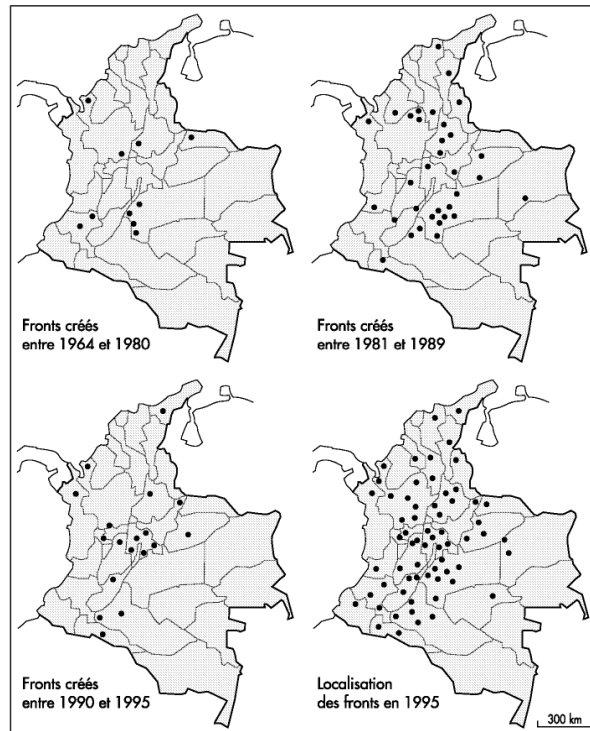 Fronts créés
entre 1964 et 1980
Fronts créés
entre 1981 et 1989
Fronts créés
entre 1990 et 1995
Localisation
des fronts en 1995
300 km